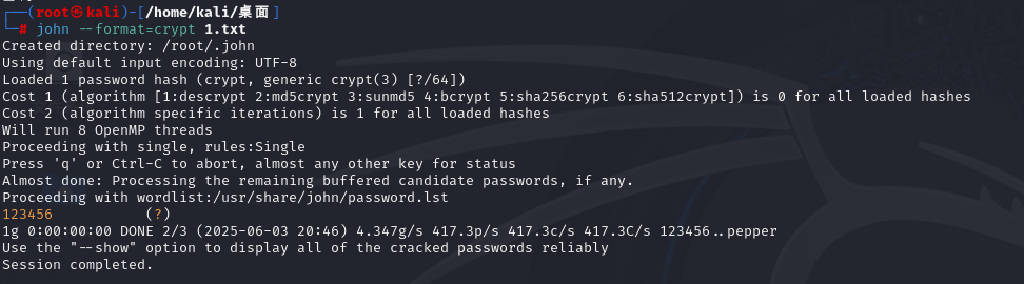 ┌──(root㉿kali)-[/home/kali/桌面]
└─# john --format=crypt 1.txt
Created directory: /root/.john
Using default input encoding: UTF-8
Loaded 1 password hash (crypt, generic crypt(3) [?/64])
Cost 1 (algorithm [1:descrypt 2:md5crypt 3:sunmd5 4:bcrypt 5:sha256crypt 6:sha512crypt]) is 0 for all loaded hashes
Cost 2 (algorithm specific iterations) is 1 for all loaded hashes
Will run 8 OpenMP threads
Proceeding with single, rules:Single
Press 'q' or Ctrl-C to abort, almost any other key for status
Almost done: Processing the remaining buffered candidate passwords, if any.
Proceeding with wordlist:/usr/share/john/password.lst
123456           (?)
1g 0:00:00:00 DONE 2/3 (2025-06-03 20:46) 4.347g/s 417.3p/s 417.3c/s 417.3C/s 123456..pepper
Use the "--show" option to display all of the cracked passwords reliably
Session completed.